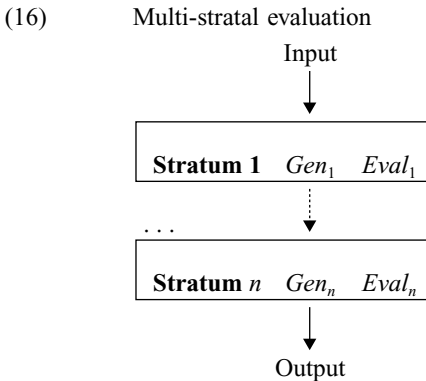 (16) Multi-stratal evaluation
Input
Stratum 1 Gen₁ Eval₁
. . .
Stratum n Genₙ Evalₙ
Output